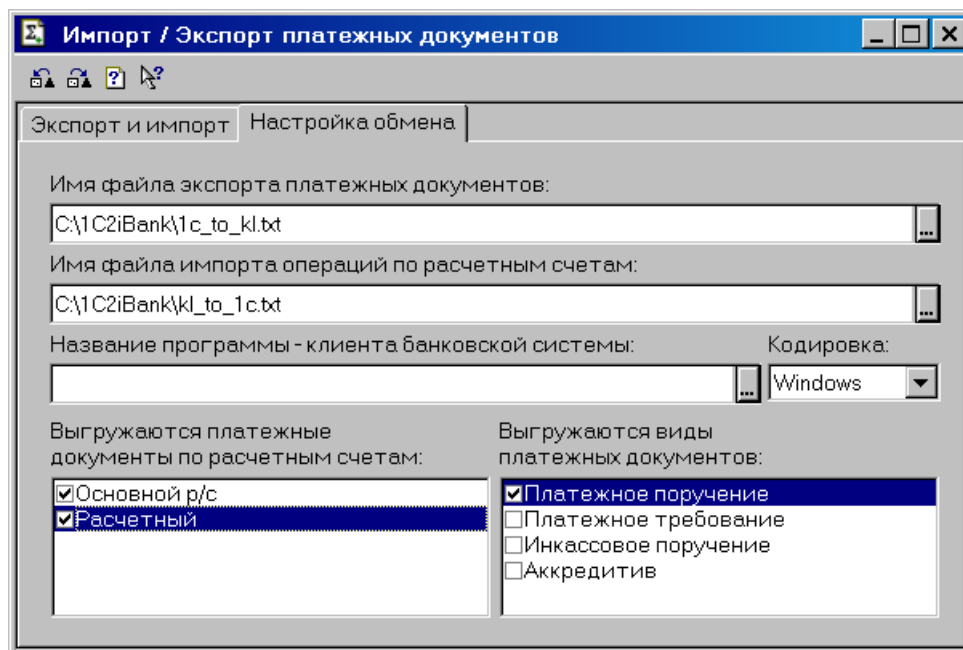 Импорт / Экспорт платежных документов
Экспорт и импорт Настройка обмена
Имя файла экспорта платежных документов:
C:\1C2iBank\1c_to_kl.txt
...
Имя файла импорта операций по расчетным счетам:
C:\1C2iBank\kl_to_1c.txt
...
Название программы - клиента банковской системы: Кодировка:
... Windows
Выгружаются платежные
документы по расчетным счетам:
Основной р/с
Расчетный
Выгружаются виды
платежных документов:
Платежное поручение
Платежное требование
Инкассовое поручение
Аккредитив